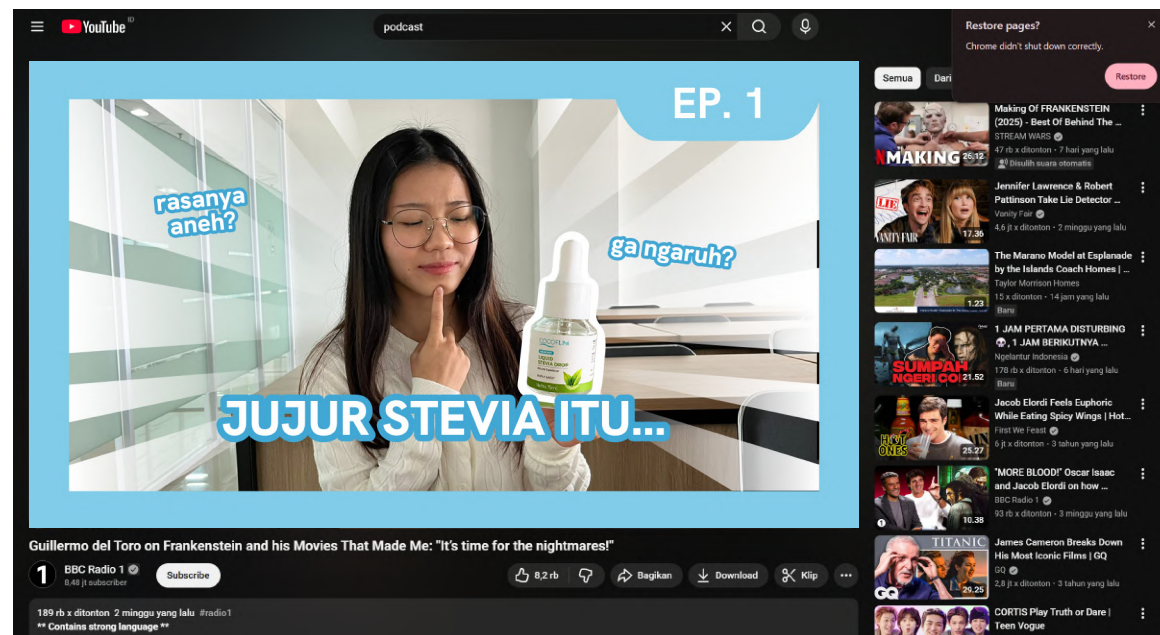 YouTube ID
podcast
Restore pages?
Chrome didn't shut down correctly.
Restore
EP. 1
rasanya
aneh?
ga ngaruh?
LIQUID
STEVIA DROP
JUJUR STEVIA ITU...
Guillermo del Toro on Frankenstein and his Movies That Made Me: "It's time for the nightmares!"
1
BBC Radio 1
8,48 jt subscriber
Subscribe
8,2 rb
Bagikan
Download
Klip
189 rb x ditonton 2 minggu yang lalu #radio1
** Contains strong language **
Semua
Dari
MAKING
26.12
Making Of FRANKENSTEIN
(2025) - Best Of Behind The ...
STREAM WARS
47 rb x ditonton • 7 hari yang lalu
Disulih suara otomatis
LIE
VANITY FAIR
17.36
Jennifer Lawrence & Robert
Pattinson Take Lie Detector ...
Vanity Fair
4,6 jt x ditonton • 2 minggu yang lalu
1.23
The Marano Model at Esplanade
by the Islands Coach Homes | ...
Taylor Morrison Homes
15 x ditonton • 14 jam yang lalu
Baru
SUMPAH
NGERI COI
21.52
1 JAM PERTAMA DISTURBING
💀, 1 JAM BERIKUTNYA ...
Ngelantur Indonesia
178 rb x ditonton • 6 hari yang lalu
Baru
HOT
ONES
25.27
Jacob Elordi Feels Euphoric
While Eating Spicy Wings | Hot...
First We Feast
6 jt x ditonton • 3 tahun yang lalu
1
10.38
"MORE BLOOD!" Oscar Isaac
and Jacob Elordi on how ...
BBC Radio 1
93 rb x ditonton • 3 minggu yang lalu
TITANIC
GQ
29.25
James Cameron Breaks Down
His Most Iconic Films | GQ
GQ
2,8 jt x ditonton • 3 tahun yang lalu
CORTIS Play Truth or Dare |
Teen Vogue